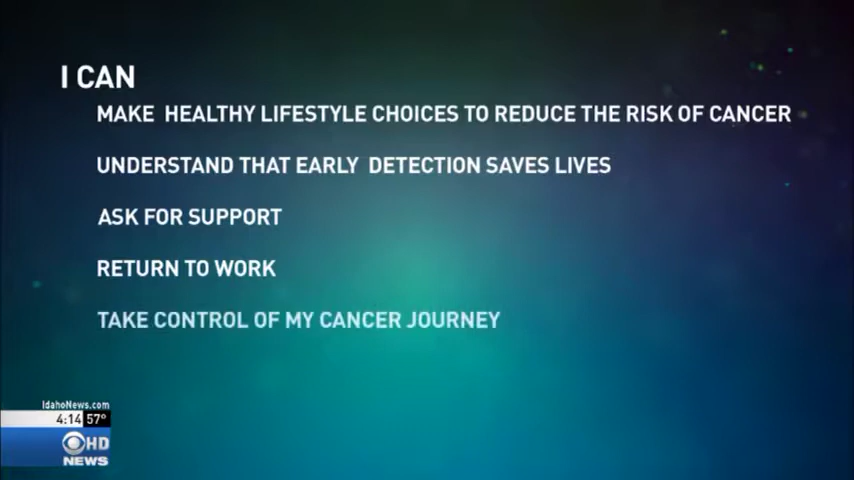 I CAN
MAKE HEALTHY LIFESTYLE CHOICES TO REDUCE THE RISK OF CANCER
UNDERSTAND THAT EARLY DETECTION SAVES LIVES
ASK FOR SUPPORT
RETURN TO WORK
TAKE CONTROL OF MY CANCER JOURNEY
IdahoNews.com
4:14 57°
HD
NEWS